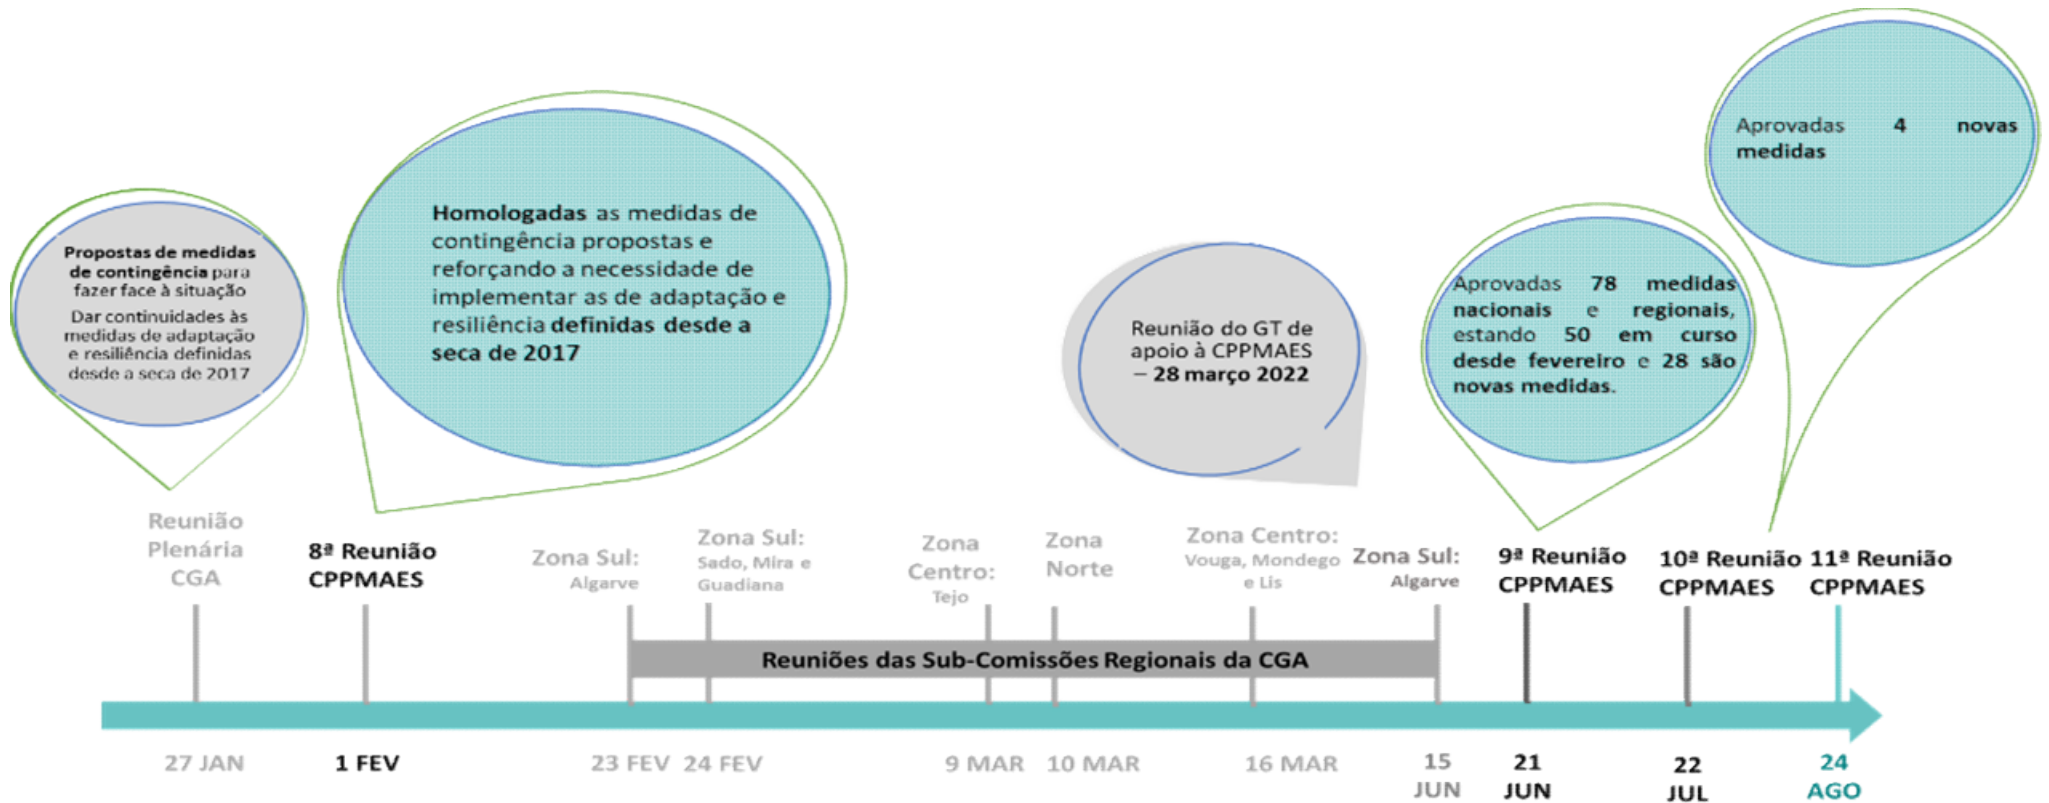 Aprovadas 4 novas
medidas
Propostas de medidas
de contingência para
fazer face à situação
Dar continuidades às
medidas de adaptação
e resiliência definidas
desde a seca de 2017
Homologadas as medidas de
contingência propostas e
reforçando a necessidade de
implementar as de adaptação e
resiliência definidas desde a
seca de 2017
Reunião do GT de
apoio à CPPMAES
– 28 março 2022
Aprovadas 78 medidas
nacionais e regionais,
estando 50 em curso
desde fevereiro e 28 são
novas medidas.
Reunião
Plenária
CGA
8ª Reunião
CPPMAES
Zona Sul:
Algarve
Zona Sul:
Sado, Mira e
Guadiana
Zona
Centro:
Tejo
Zona
Norte
Zona Centro:
Vouga, Mondego
e Lis
Zona Sul:
Algarve
9ª Reunião
CPPMAES
10ª Reunião
CPPMAES
11ª Reunião
CPPMAES
Reuniões das Sub-Comissões Regionais da CGA
27 JAN
1 FEV
23 FEV
24 FEV
9 MAR
10 MAR
16 MAR
15
JUN
21
JUN
22
JUL
24
AGO